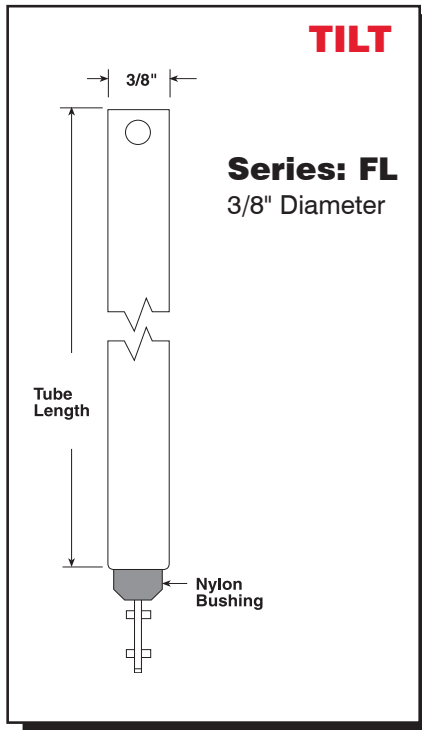 TILT
3/8"
Series: FL
3/8" Diameter
Tube
Length
Nylon
Bushing